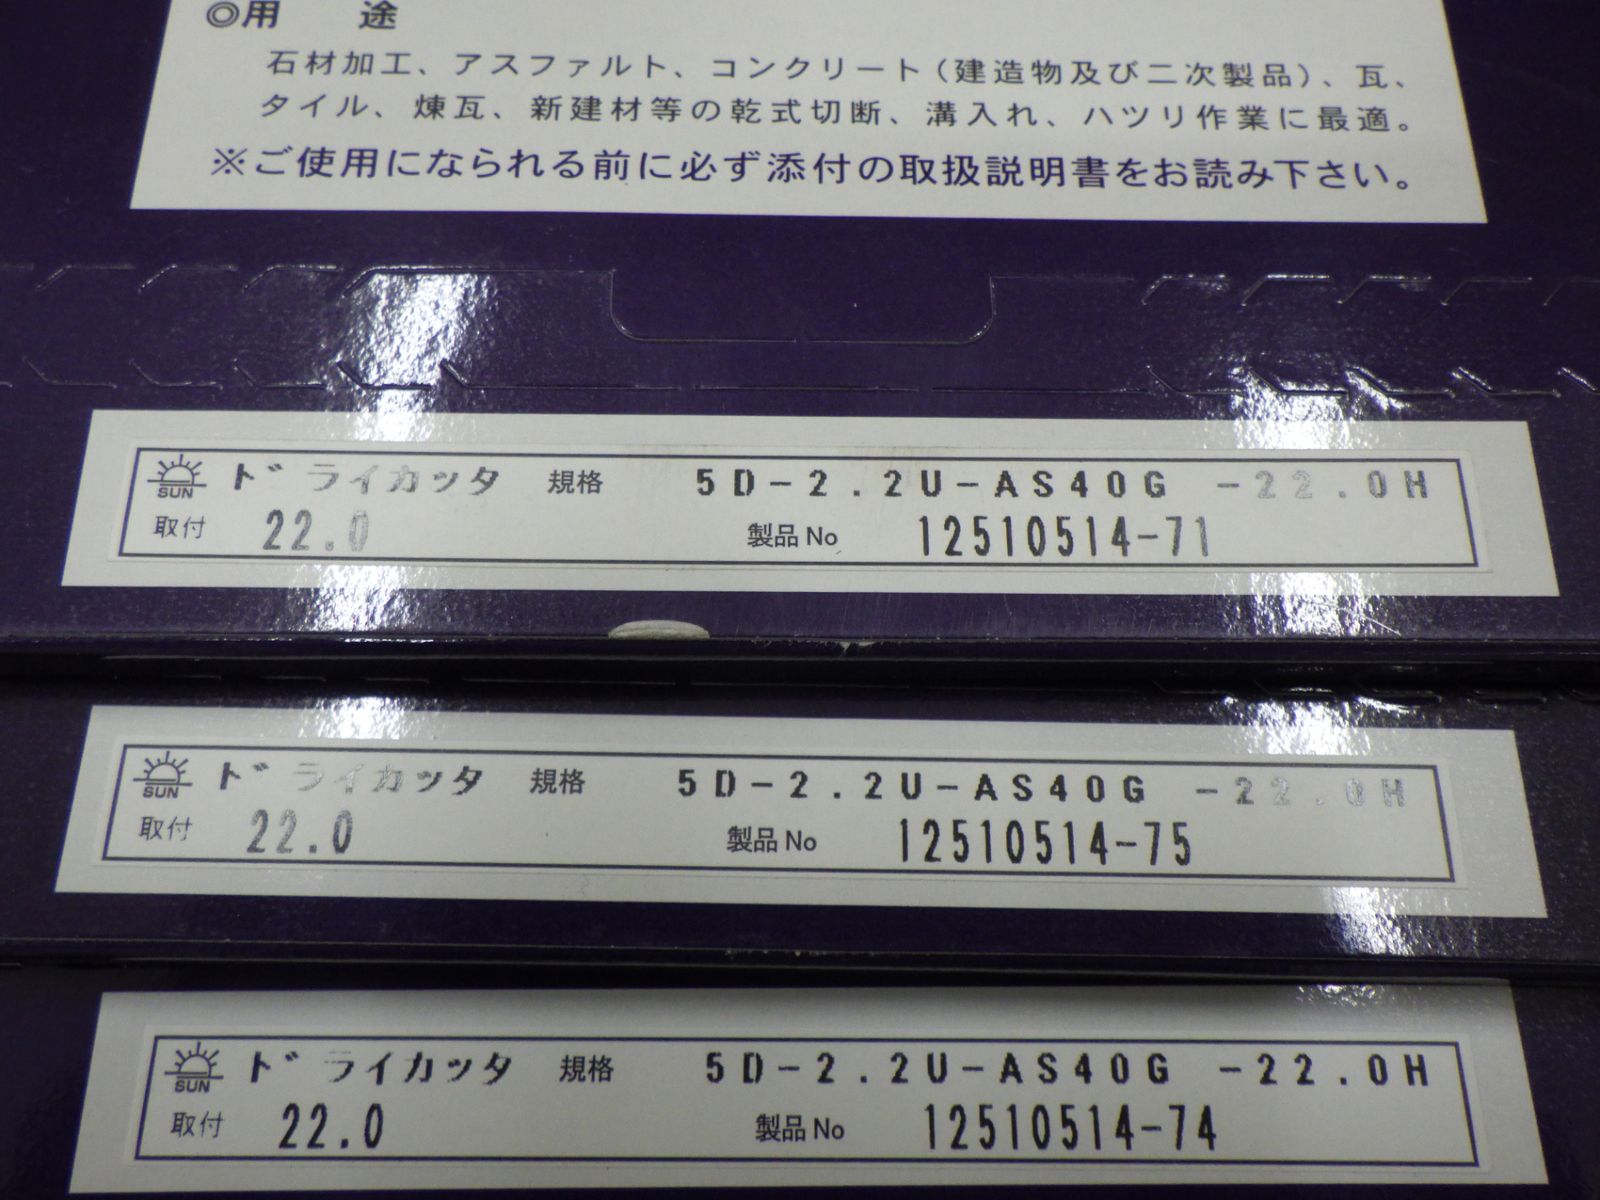 ◎用　途
石材加工、アスファルト、コンクリート(建造物及び二次製品)、瓦、
タイル、煉瓦、新建材等の乾式切断、溝入れ、ハツリ作業に最適。
※ご使用になられる前に必ず添付の取扱説明書をお読み下さい。
SUN ドライカッタ 規格 5D-2.2U-AS40G -22.0H
取付 22.0 製品No 12510514-71
SUN ドライカッタ 規格 5D-2.2U-AS40G -22.0H
取付 22.0 製品No 12510514-75
SUN ドライカッタ 規格 5D-2.2U-AS40G -22.0H
取付 22.0 製品No 12510514-74